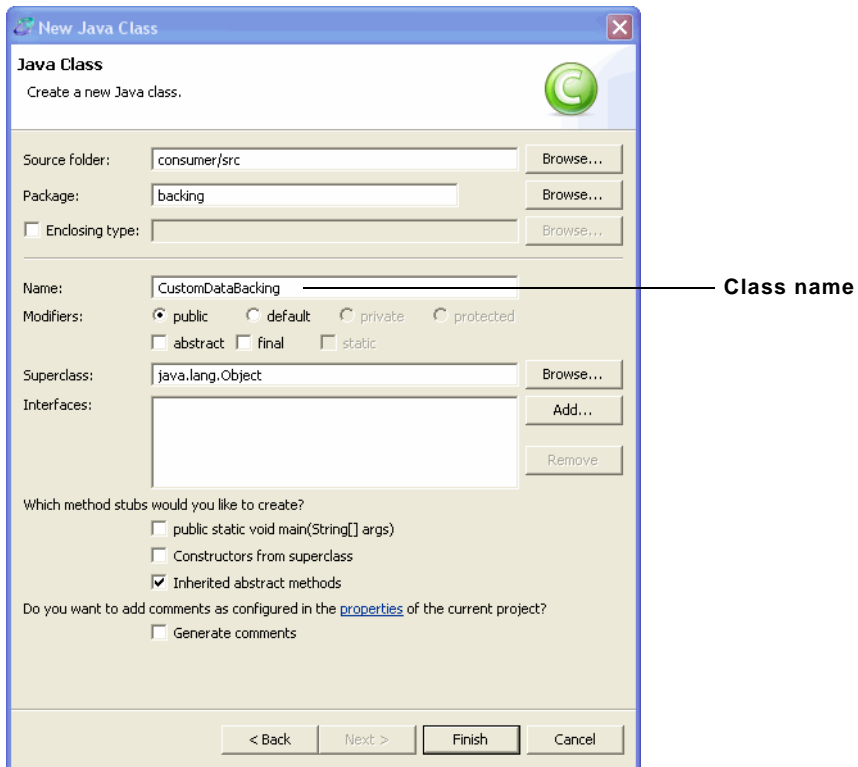 New Java Class
Java Class
Create a new Java class.
C
Source folder: consumer/src Browse...
Package: backing Browse...
Enclosing type: Browse...
Name: CustomDataBacking Class name
Modifiers: public default private protected
abstract final static
Superclass: java.lang.Object Browse...
Interfaces: Add...
Remove
Which method stubs would you like to create?
public static void main(String[] args)
Constructors from superclass
Inherited abstract methods
Do you want to add comments as configured in the properties of the current project?
Generate comments
< Back Next > Finish Cancel